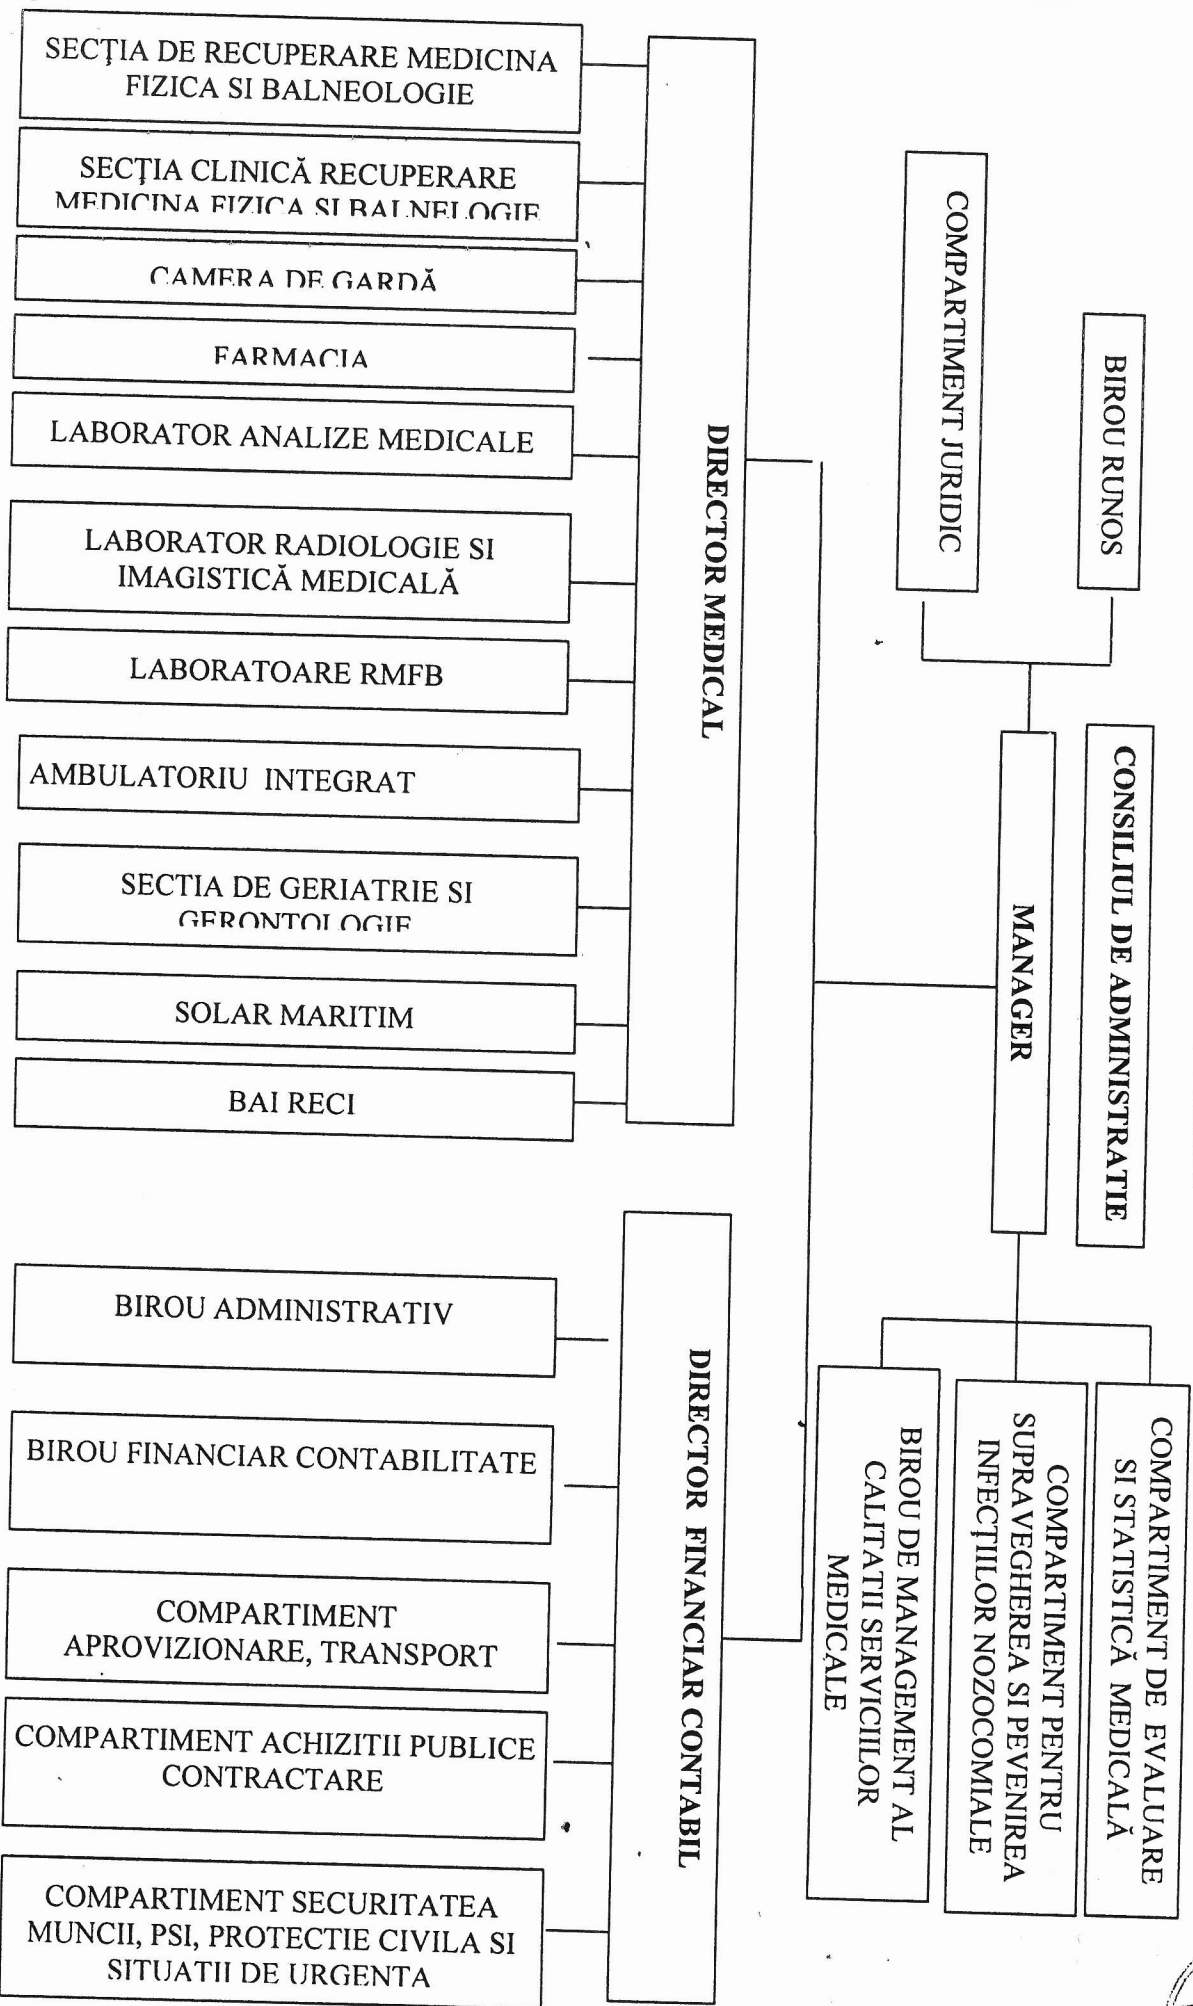 CONSILIUL DE ADMINISTRATIE
MANAGER
BIROU RUNOS
COMPARTIMENT JURIDIC
COMPARTIMENT DE EVALUARE
SI STATISTICĂ MEDICALĂ
COMPARTIMENT PENTRU
SUPRAVEGHEREA SI PEVENIREA
INFECŢIILOR NOZOCOMIALE
BIROU DE MANAGEMENT AL
CALITATII SERVICIILOR
MEDICALE
DIRECTOR MEDICAL
SECŢIA DE RECUPERARE MEDICINA
FIZICA SI BALNEOLOGIE
SECŢIA CLINICĂ RECUPERARE
MEDICINA FIZICA SI BALNELOGIE
CAMERA DE GARDĂ
FARMACIA
LABORATOR ANALIZE MEDICALE
LABORATOR RADIOLOGIE SI
IMAGISTICĂ MEDICALĂ
LABORATOARE RMFB
AMBULATORIU INTEGRAT
SECTIA DE GERIATRIE SI
GERONTOLOGIE
SOLAR MARITIM
BAI RECI
DIRECTOR FINANCIAR CONTABIL
BIROU ADMINISTRATIV
BIROU FINANCIAR CONTABILITATE
COMPARTIMENT
APROVIZIONARE, TRANSPORT
COMPARTIMENT ACHIZITII PUBLICE
CONTRACTARE
COMPARTIMENT SECURITATEA
MUNCII, PSI, PROTECTIE CIVILA SI
SITUATII DE URGENTA